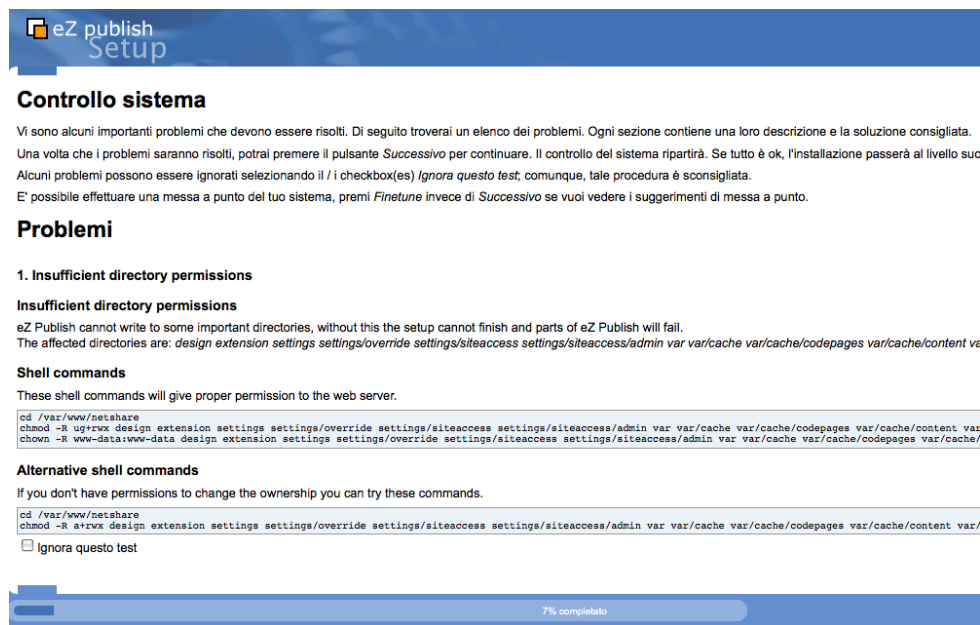 eZ publish
Setup
Controllo sistema
Vi sono alcuni importanti problemi che devono essere risolti. Di seguito troverai un elenco dei problemi. Ogni sezione contiene una loro descrizione e la soluzione consigliata.
Una volta che i problemi saranno risolti, potrai premere il pulsante Successivo per continuare. Il controllo del sistema ripartirà. Se tutto è ok, l'installazione passerà al livello suc
Alcuni problemi possono essere ignorati selezionando il / i checkbox(es) Ignora questo test; comunque, tale procedura è sconsigliata.
E' possibile effettuare una messa a punto del tuo sistema, premi Finetune invece di Successivo se vuoi vedere i suggerimenti di messa a punto.
Problemi
1. Insufficient directory permissions
Insufficient directory permissions
eZ Publish cannot write to some important directories, without this the setup cannot finish and parts of eZ Publish will fail.
The affected directories are: design extension settings settings/override settings/siteaccess settings/siteaccess/admin var var/cache var/cache/codepages var/cache/content va
Shell commands
These shell commands will give proper permission to the web server.
cd /var/www/netshare
chmod -R ug+rwx design extension settings settings/override settings/siteaccess settings/siteaccess/admin var var/cache var/cache/codepages var/cache/content var
chown -R www-data:www-data design extension settings settings/override settings/siteaccess settings/siteaccess/admin var var/cache var/cache/codepages var/cache/
Alternative shell commands
If you don't have permissions to change the ownership you can try these commands.
cd /var/www/netshare
chmod -R a+rwx design extension settings settings/override settings/siteaccess settings/siteaccess/admin var var/cache var/cache/codepages var/cache/content var/
Ignora questo test
7% completato